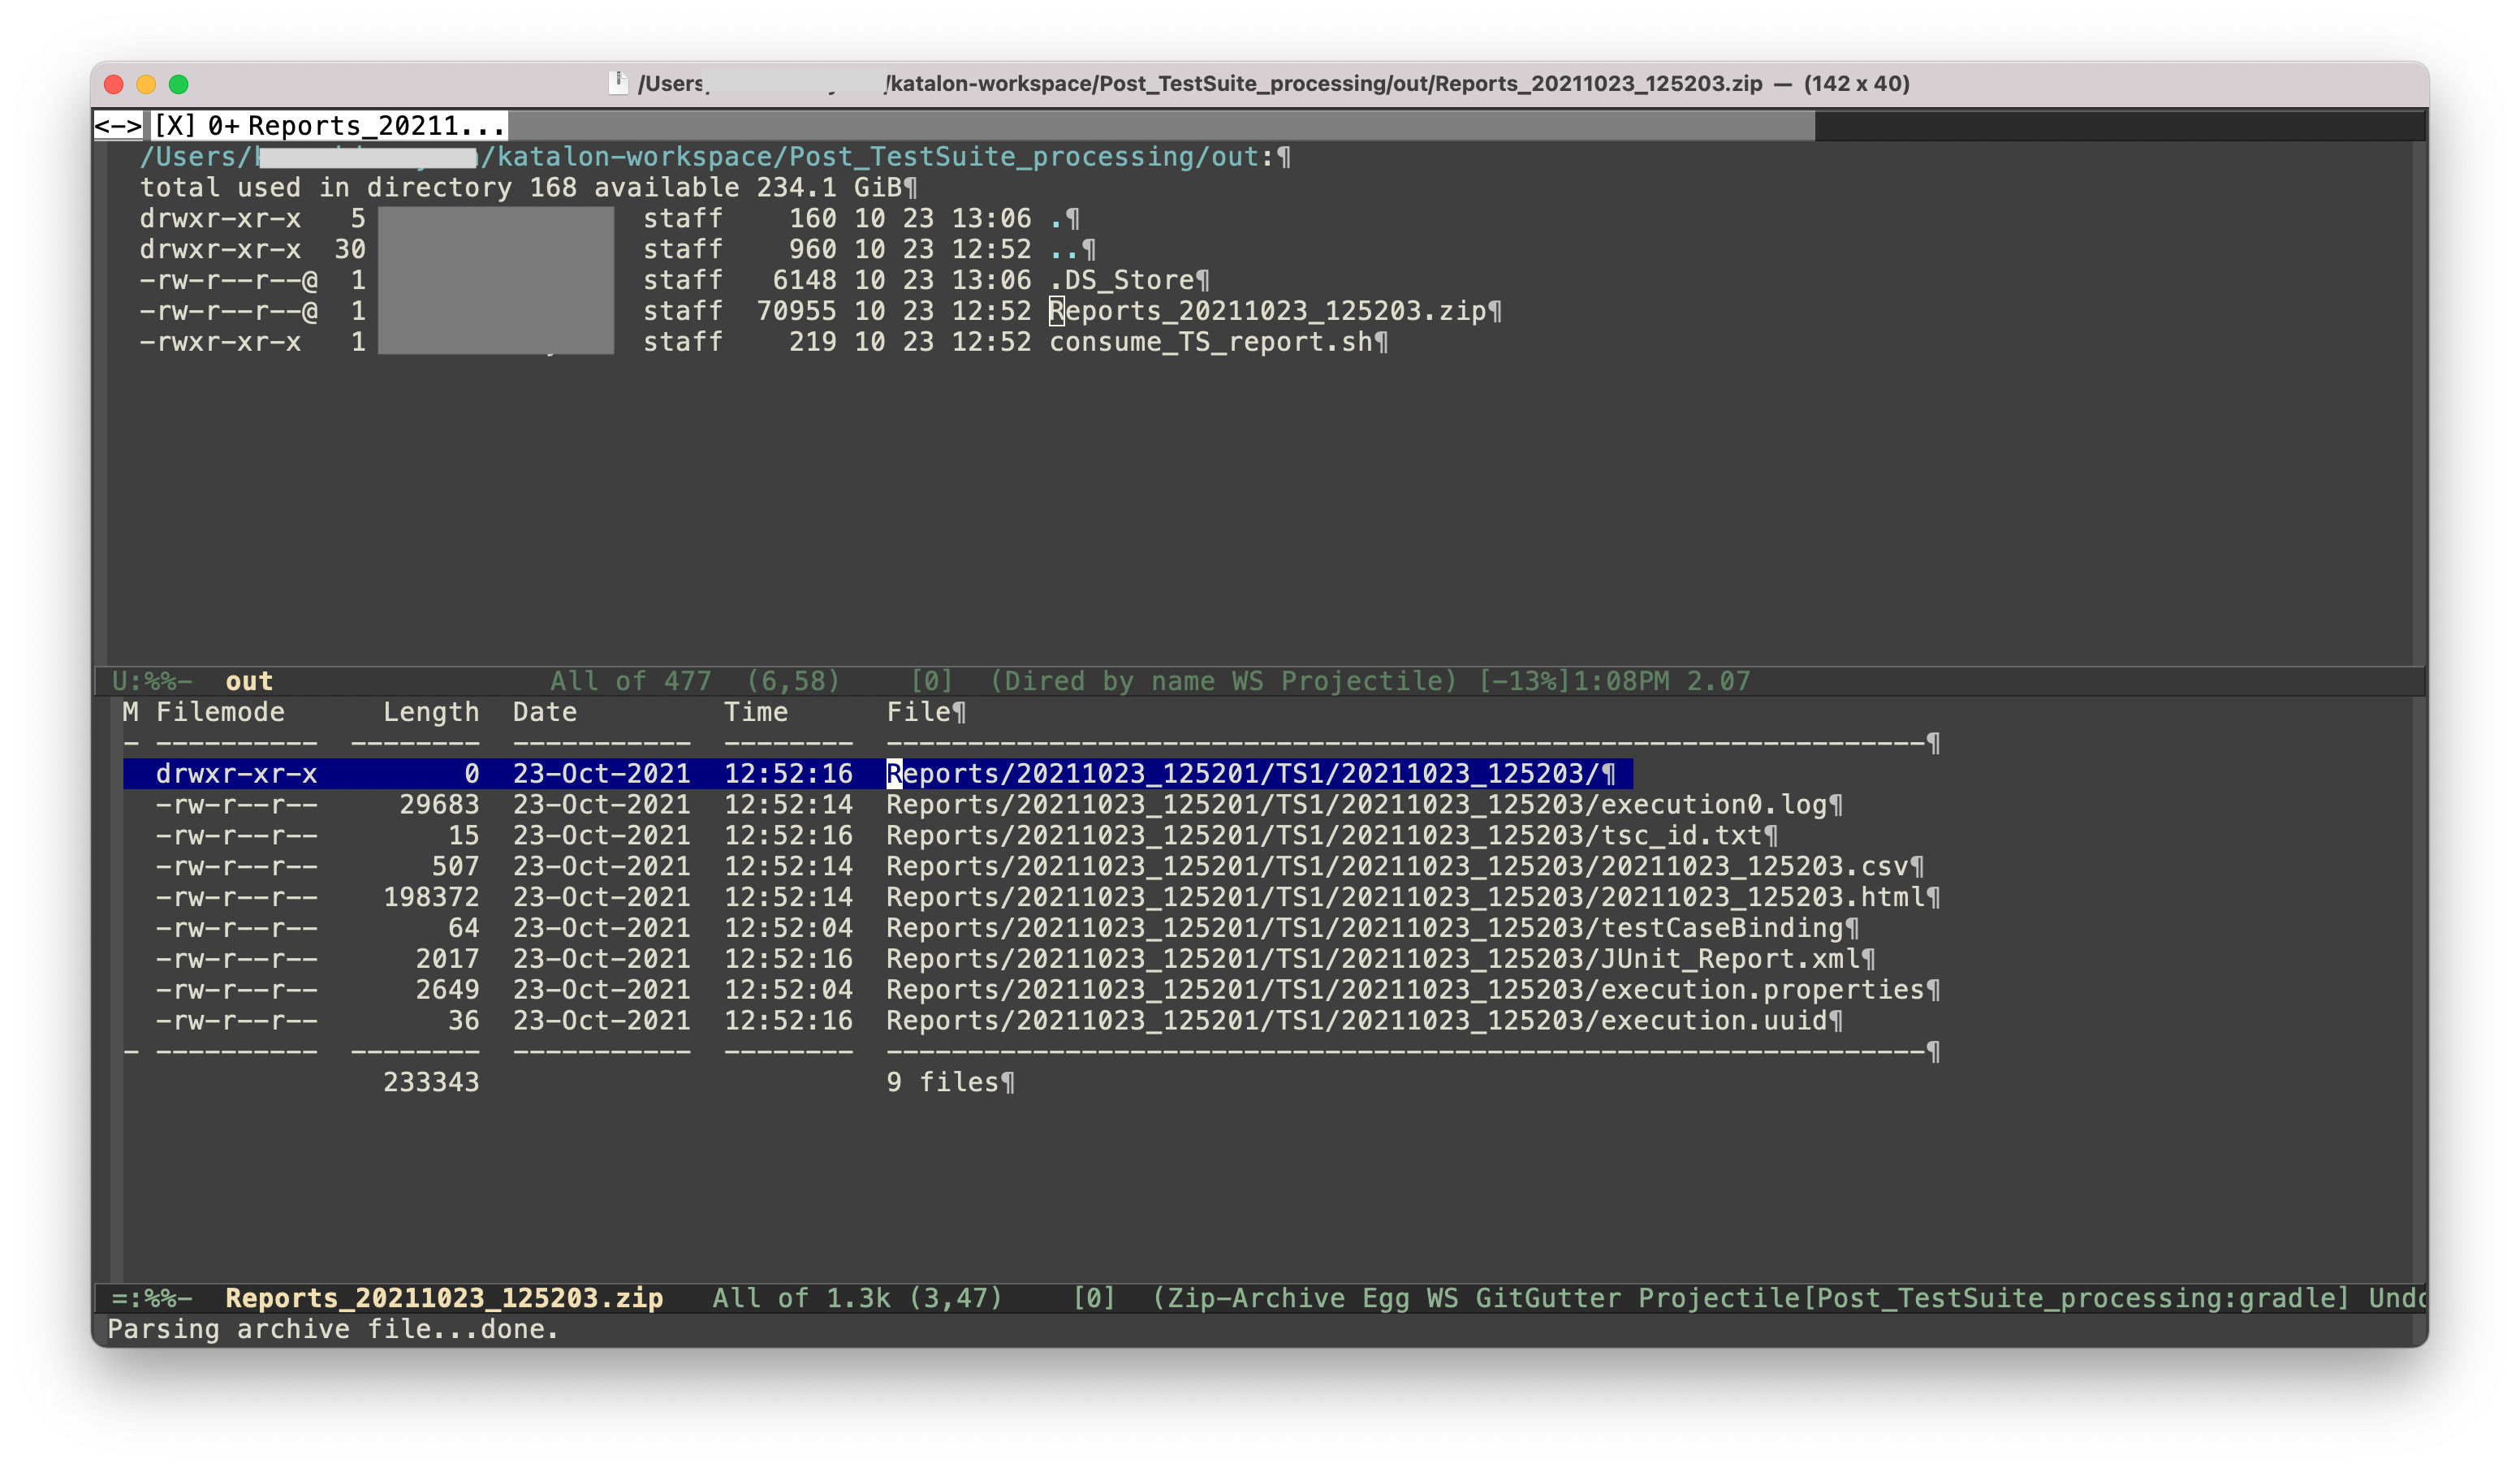 /Users /katalon-workspace/Post_TestSuite_processing/out/Reports_20211023_125203.zip — (142 x 40)
<-> [X] 0+ Reports_20211...
/Users/ /katalon-workspace/Post_TestSuite_processing/out:¶
total used in directory 168 available 234.1 GiB¶
drwxr-xr-x 5 staff 160 10 23 13:06 .¶
drwxr-xr-x 30 staff 960 10 23 12:52 ..¶
-rw-r--r--@ 1 staff 6148 10 23 13:06 .DS_Store¶
-rw-r--r--@ 1 staff 70955 10 23 12:52 Reports_20211023_125203.zip¶
-rwxr-xr-x 1 staff 219 10 23 12:52 consume_TS_report.sh¶
U:%%- out All of 477 (6,58) [0] (Dired by name WS Projectile) [-13%]1:08PM 2.07
M Filemode Length Date Time File¶
- ---------- -------- ----------- -------- ----------------------------------------------------------------¶
drwxr-xr-x 0 23-Oct-2021 12:52:16 Reports/20211023_125201/TS1/20211023_125203/¶
-rw-r--r-- 29683 23-Oct-2021 12:52:14 Reports/20211023_125201/TS1/20211023_125203/execution0.log¶
-rw-r--r-- 15 23-Oct-2021 12:52:16 Reports/20211023_125201/TS1/20211023_125203/tsc_id.txt¶
-rw-r--r-- 507 23-Oct-2021 12:52:14 Reports/20211023_125201/TS1/20211023_125203/20211023_125203.csv¶
-rw-r--r-- 198372 23-Oct-2021 12:52:14 Reports/20211023_125201/TS1/20211023_125203/20211023_125203.html¶
-rw-r--r-- 64 23-Oct-2021 12:52:04 Reports/20211023_125201/TS1/20211023_125203/testCaseBinding¶
-rw-r--r-- 2017 23-Oct-2021 12:52:16 Reports/20211023_125201/TS1/20211023_125203/JUnit_Report.xml¶
-rw-r--r-- 2649 23-Oct-2021 12:52:04 Reports/20211023_125201/TS1/20211023_125203/execution.properties¶
-rw-r--r-- 36 23-Oct-2021 12:52:16 Reports/20211023_125201/TS1/20211023_125203/execution.uuid¶
- ---------- -------- ----------- -------- ----------------------------------------------------------------¶
233343 9 files¶
=:%%- Reports_20211023_125203.zip All of 1.3k (3,47) [0] (Zip-Archive Egg WS GitGutter Projectile[Post_TestSuite_processing:gradle] Undo
Parsing archive file...done.